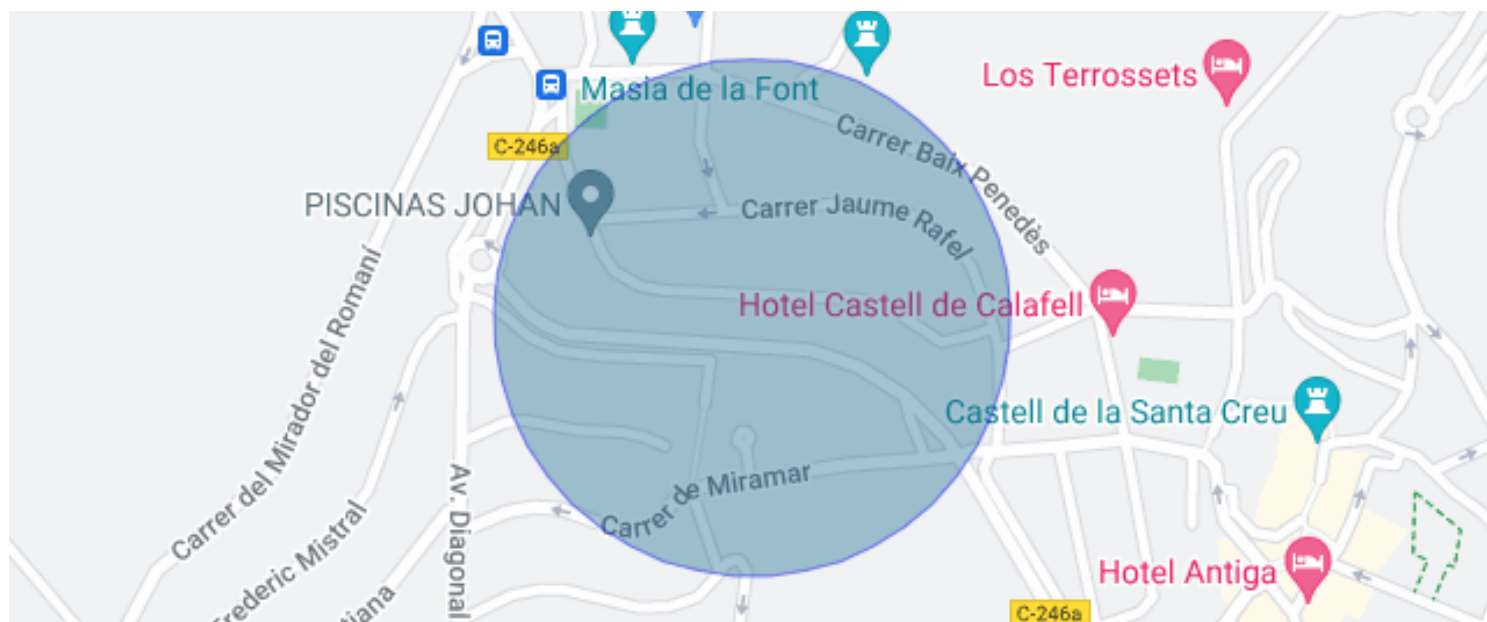 Masia de la Font
Los Terrossets
C-246a
Carrer Baix Penedès
PISCINAS JOHAN
Carrer Jaume Rafel
Carrer del Mirador del Romaní
Hotel Castell de Calafell
Castell de la Santa Creu
Av. Diagonal
Carrer de Miramar
Frederic Mistral
Hotel Antiga
C-246a